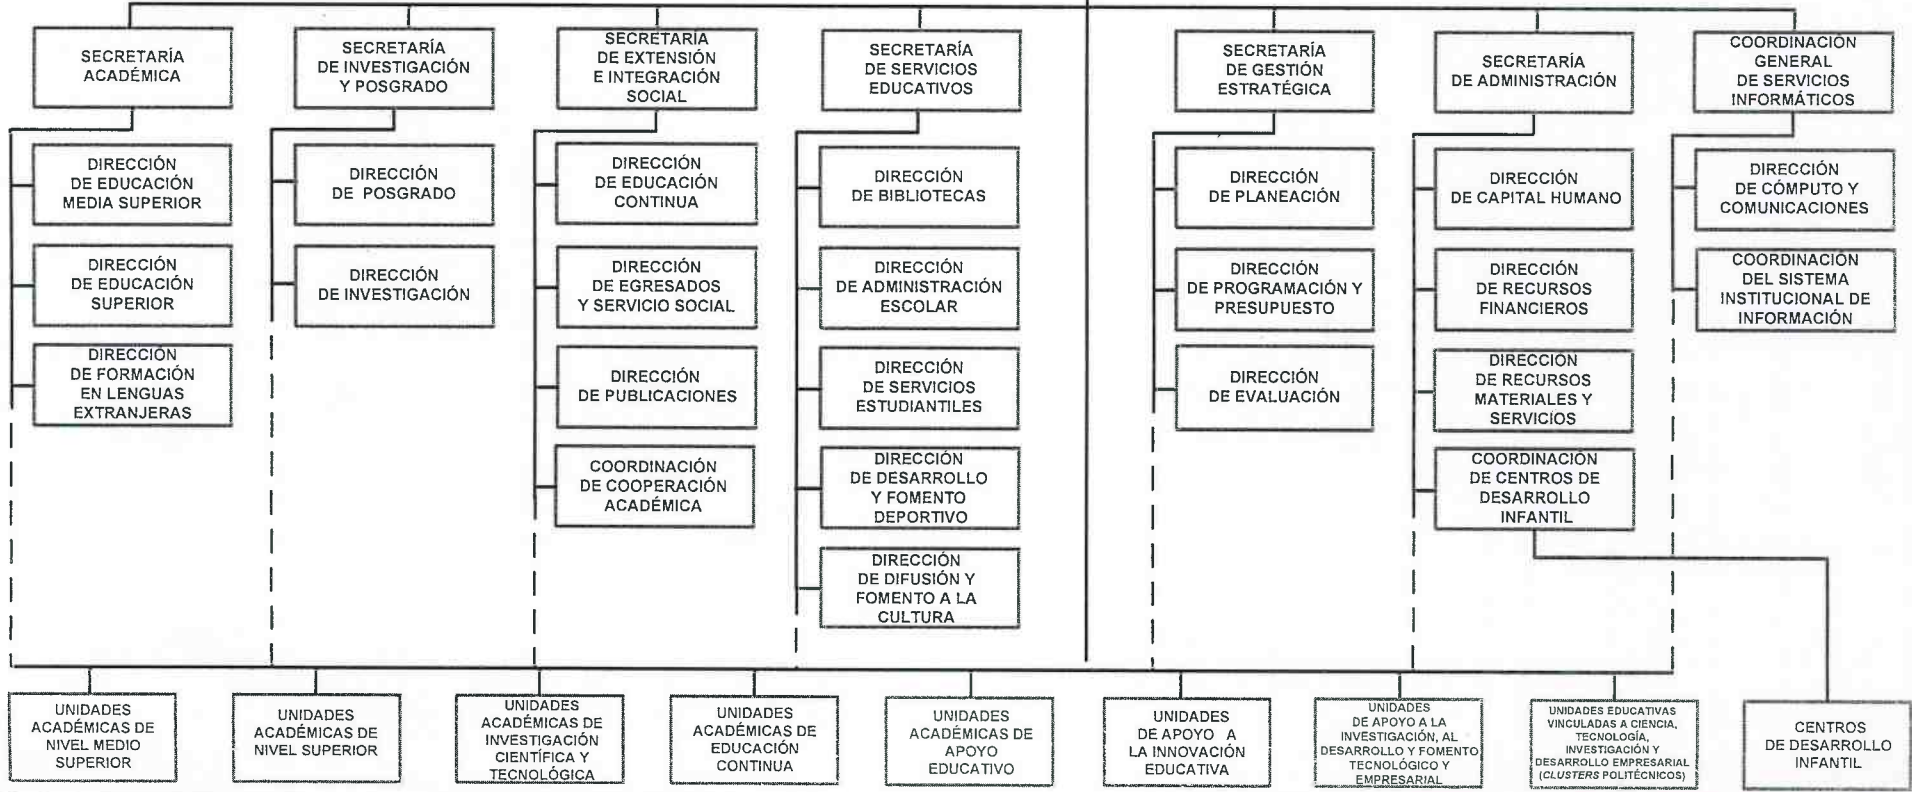 SECRETARÍA
ACADÉMICA
SECRETARÍA
DE INVESTIGACIÓN
Y POSGRADO
SECRETARÍA
DE EXTENSIÓN
E INTEGRACIÓN
SOCIAL
SECRETARÍA
DE SERVICIOS
EDUCATIVOS
SECRETARÍA
DE GESTIÓN
ESTRATÉGICA
SECRETARÍA
DE ADMINISTRACIÓN
COORDINACIÓN
GENERAL
DE SERVICIOS
INFORMÁTICOS
DIRECCIÓN
DE EDUCACIÓN
MEDIA SUPERIOR
DIRECCIÓN
DE POSGRADO
DIRECCIÓN
DE EDUCACIÓN
CONTINUA
DIRECCIÓN
DE BIBLIOTECAS
DIRECCIÓN
DE PLANEACIÓN
DIRECCIÓN
DE CAPITAL HUMANO
DIRECCIÓN
DE CÓMPUTO Y
COMUNICACIONES
DIRECCIÓN
DE EDUCACIÓN
SUPERIOR
DIRECCIÓN
DE INVESTIGACIÓN
DIRECCIÓN
DE EGRESADOS
Y SERVICIO SOCIAL
DIRECCIÓN
DE ADMINISTRACIÓN
ESCOLAR
DIRECCIÓN
DE PROGRAMACIÓN Y
PRESUPUESTO
DIRECCIÓN
DE RECURSOS
FINANCIEROS
COORDINACIÓN
DEL SISTEMA
INSTITUCIONAL DE
INFORMACIÓN
DIRECCIÓN
DE FORMACIÓN
EN LENGUAS
EXTRANJERAS
DIRECCIÓN
DE PUBLICACIONES
DIRECCIÓN
DE SERVICIOS
ESTUDIANTILES
DIRECCIÓN
DE EVALUACIÓN
DIRECCIÓN
DE RECURSOS
MATERIALES Y
SERVICIOS
COORDINACIÓN
DE COOPERACIÓN
ACADÉMICA
DIRECCIÓN
DE DESARROLLO
Y FOMENTO
DEPORTIVO
COORDINACIÓN
DE CENTROS DE
DESARROLLO
INFANTIL
DIRECCIÓN
DE DIFUSIÓN Y
FOMENTO A LA
CULTURA
UNIDADES
ACADÉMICAS DE
NIVEL MEDIO
SUPERIOR
UNIDADES
ACADÉMICAS DE
NIVEL SUPERIOR
UNIDADES
ACADÉMICAS DE
INVESTIGACIÓN
CIENTÍFICA Y
TECNOLÓGICA
UNIDADES
ACADÉMICAS DE
EDUCACIÓN
CONTINUA
UNIDADES
ACADÉMICAS DE
APOYO
EDUCATIVO
UNIDADES
DE APOYO A
LA INNOVACIÓN
EDUCATIVA
UNIDADES
DE APOYO A LA
INVESTIGACIÓN, AL
DESARROLLO Y FOMENTO
TECNOLÓGICO Y
EMPRESARIAL
UNIDADES EDUCATIVAS
VINCULADAS A CIENCIA,
TECNOLOGÍA,
INVESTIGACIÓN Y
DESARROLLO EMPRESARIAL
(CLUSTERS POLITÉCNICOS)
CENTROS
DE DESARROLLO
INFANTIL